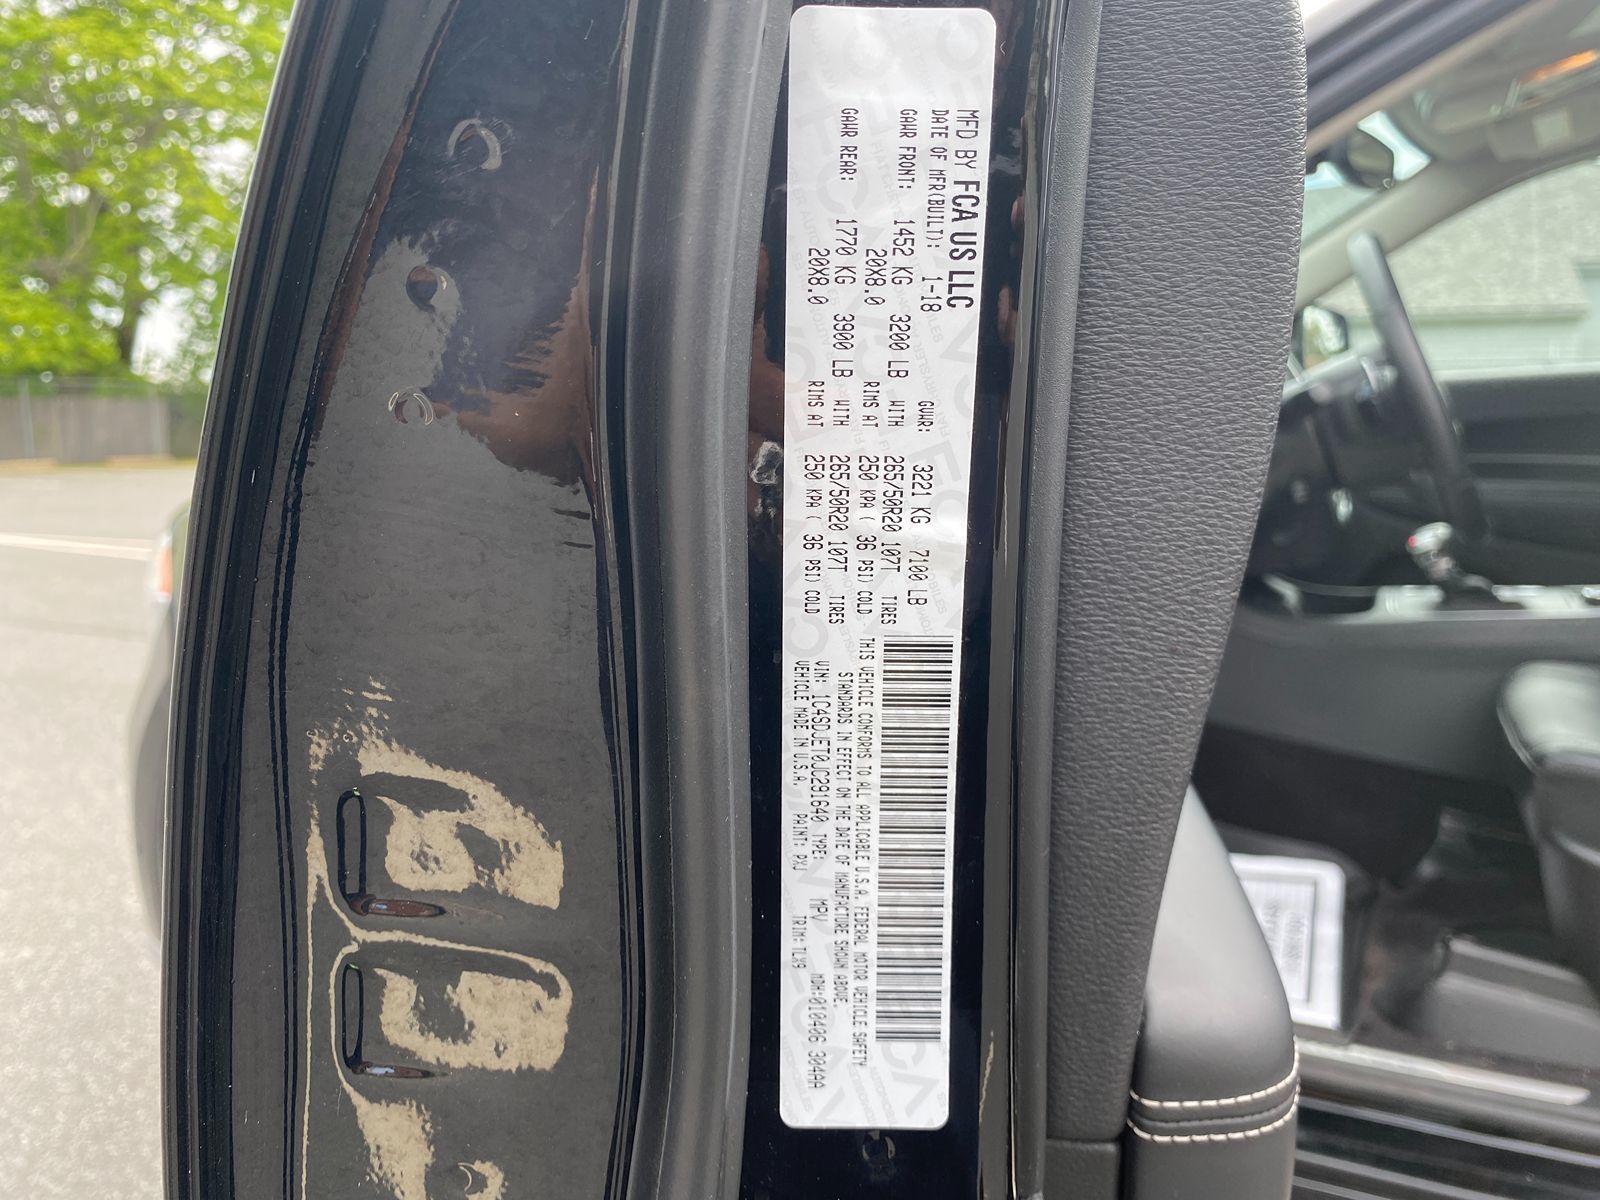 MFD BY FCA US LLC
DATE OF MFR(BUILT): 1-18 GVWR: 3221 KG 7100 LB
GAWR FRONT: 1452 KG 3200 LB WITH 265/50R20 107T TIRES
20X8.0 RIMS AT 250 KPA ( 36 PSI) COLD
GAWR REAR: 1770 KG 3900 LB WITH 265/50R20 107T TIRES
20X8.0 RIMS AT 250 KPA ( 36 PSI) COLD
THIS VEHICLE CONFORMS TO ALL APPLICABLE U.S.A. FEDERAL MOTOR VEHICLE SAFETY
STANDARDS IN EFFECT ON THE DATE OF MANUFACTURE SHOWN ABOVE.
VIN: 1C4SDJET0JC291640 TYPE: MPV MDH:010406 304AA
VEHICLE MADE IN U.S.A. PAINT: PXJ TRIM: TLX9